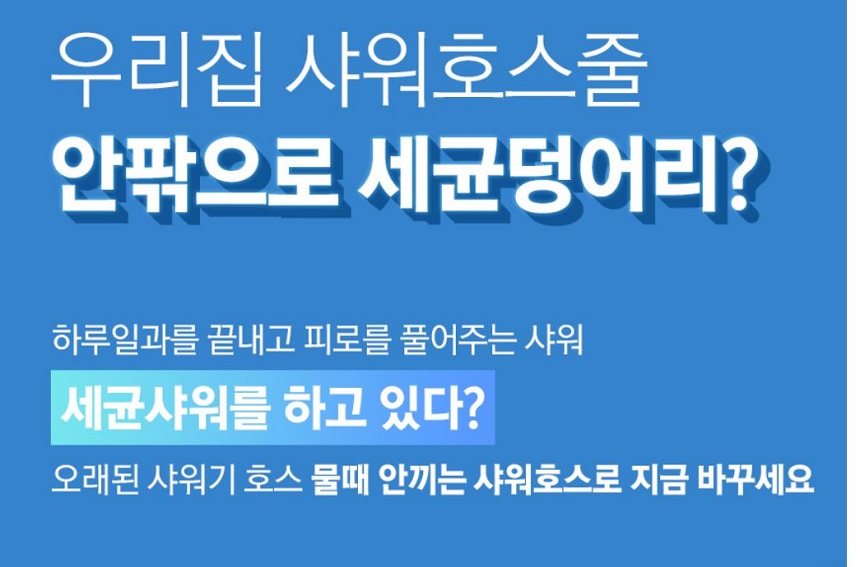 우리집 샤워호스줄
안팎으로 세균덩어리?
하루일과를 끝내고 피로를 풀어주는 샤워
세균샤워를 하고 있다?
오래된 샤워기 호스 물때 안끼는 샤워호스로 지금 바꾸세요